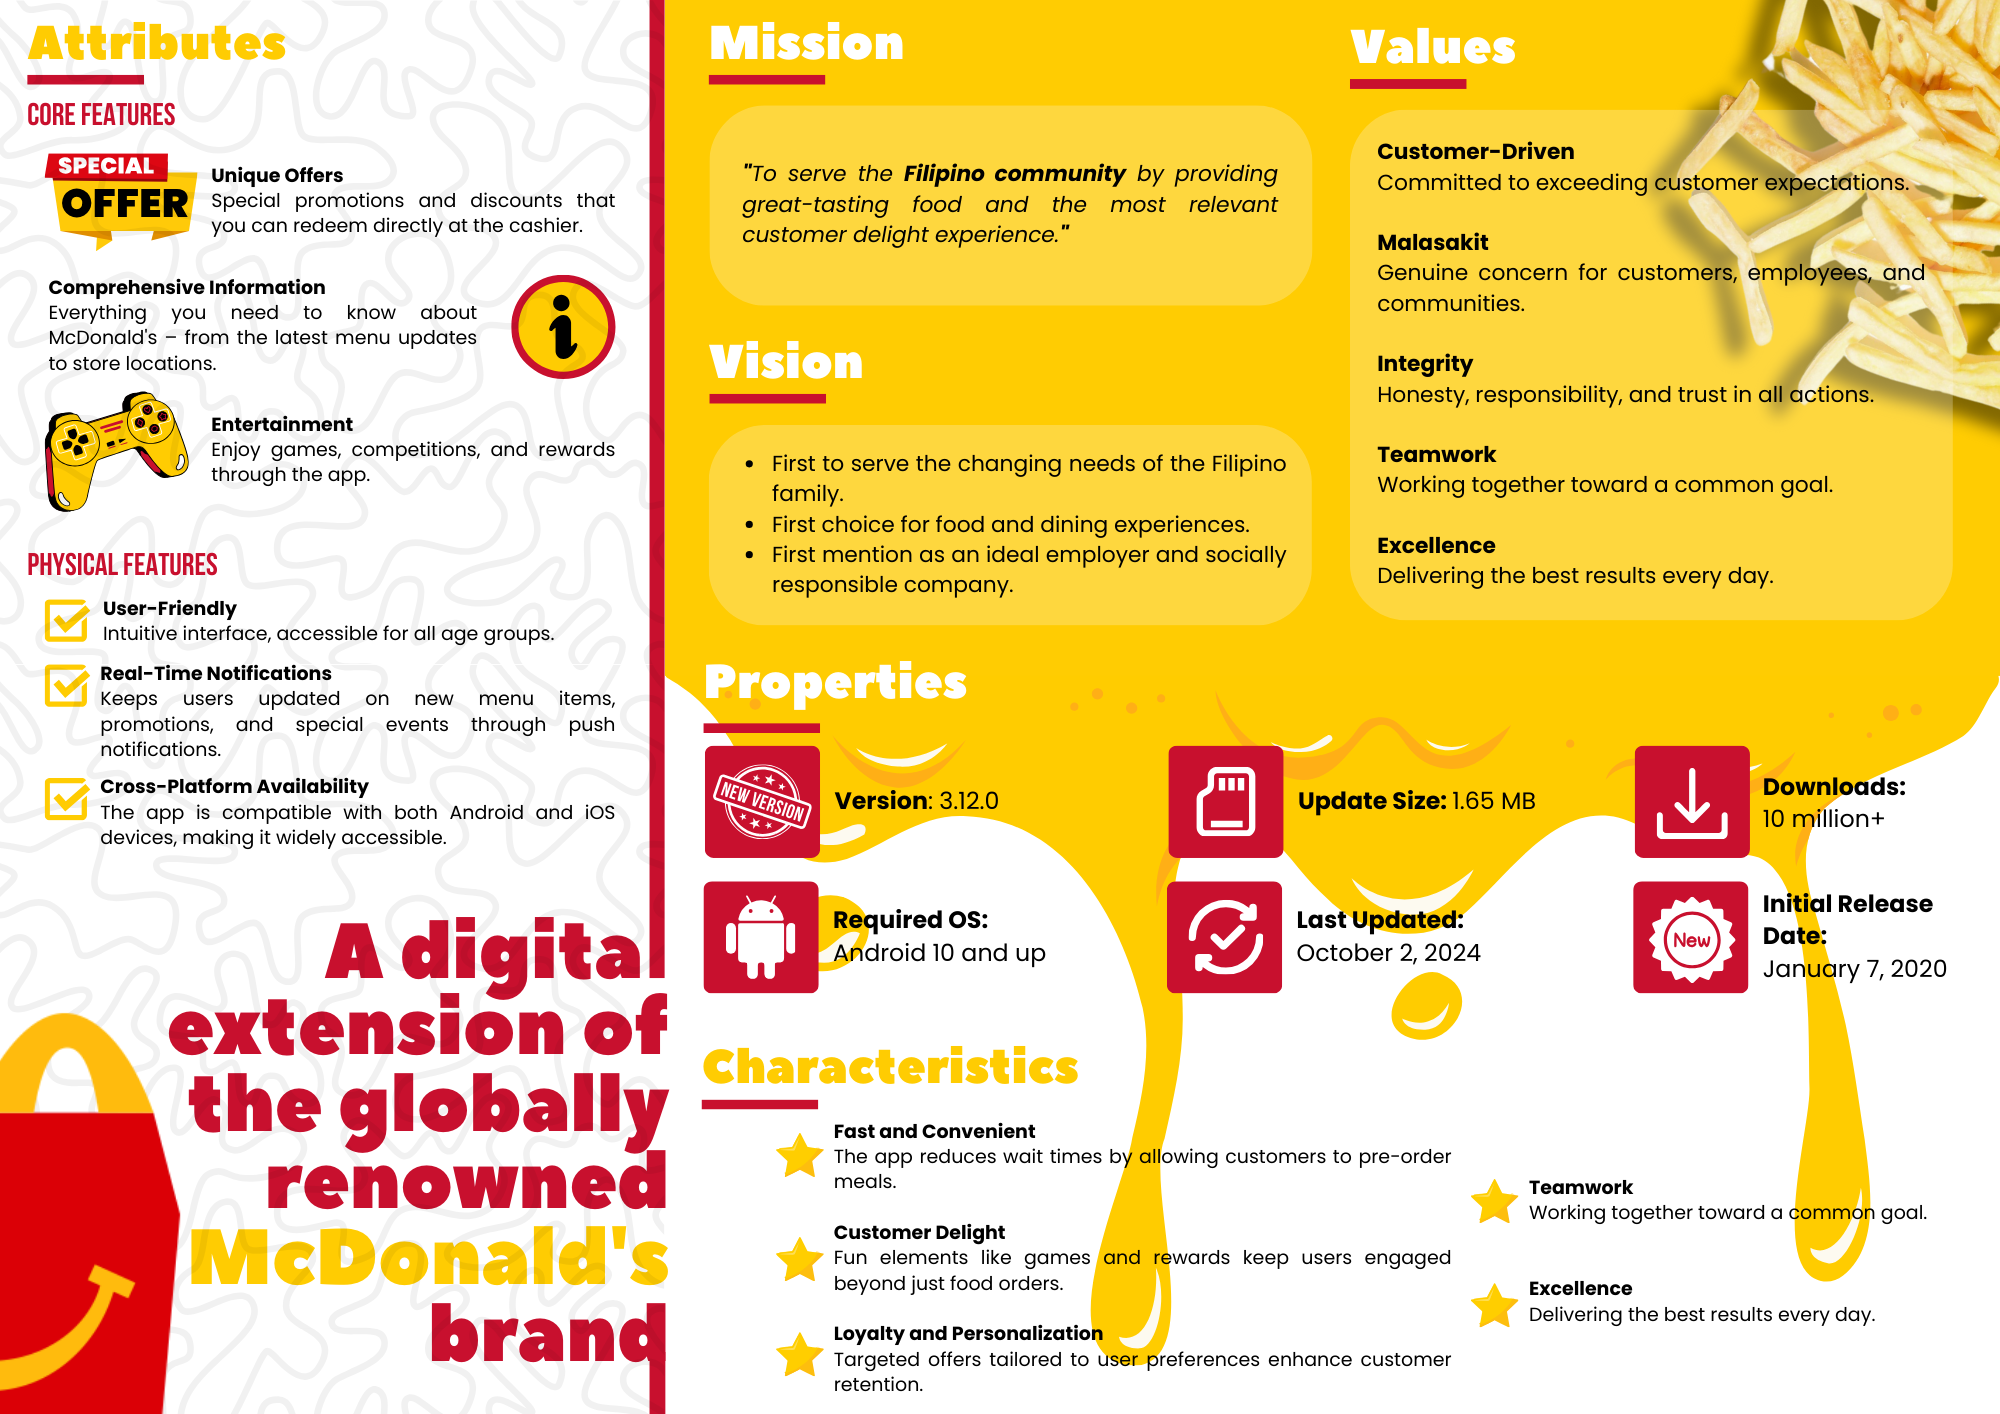 Attributes
CORE FEATURES
SPECIAL
OFFER
Unique Offers
Special promotions and discounts that
you can redeem directly at the cashier.
Comprehensive Information
Everything you need to know about
McDonald's – from the latest menu updates
to store locations.
Entertainment
Enjoy games, competitions, and rewards
through the app.
PHYSICAL FEATURES
User-Friendly
Intuitive interface, accessible for all age groups.
Real-Time Notifications
Keeps users updated on new menu items,
promotions, and special events through push
notifications.
Cross-Platform Availability
The app is compatible with both Android and iOS
devices, making it widely accessible.
A digital
extension of
the globally
renowned
McDonald's
brand
Mission
"To serve the Filipino community by providing
great-tasting food and the most relevant
customer delight experience."
Vision
• First to serve the changing needs of the Filipino
family.
• First choice for food and dining experiences.
• First mention as an ideal employer and socially
responsible company.
Values
Customer-Driven
Committed to exceeding customer expectations.
Malasakit
Genuine concern for customers, employees, and
communities.
Integrity
Honesty, responsibility, and trust in all actions.
Teamwork
Working together toward a common goal.
Excellence
Delivering the best results every day.
Properties
NEW VERSION
Version: 3.12.0
Update Size: 1.65 MB
Downloads:
10 million+
Required OS:
Android 10 and up
Last Updated:
October 2, 2024
New
Initial Release
Date:
January 7, 2020
Characteristics
Fast and Convenient
The app reduces wait times by allowing customers to pre-order
meals.
Customer Delight
Fun elements like games and rewards keep users engaged
beyond just food orders.
Loyalty and Personalization
Targeted offers tailored to user preferences enhance customer
retention.
Teamwork
Working together toward a common goal.
Excellence
Delivering the best results every day.